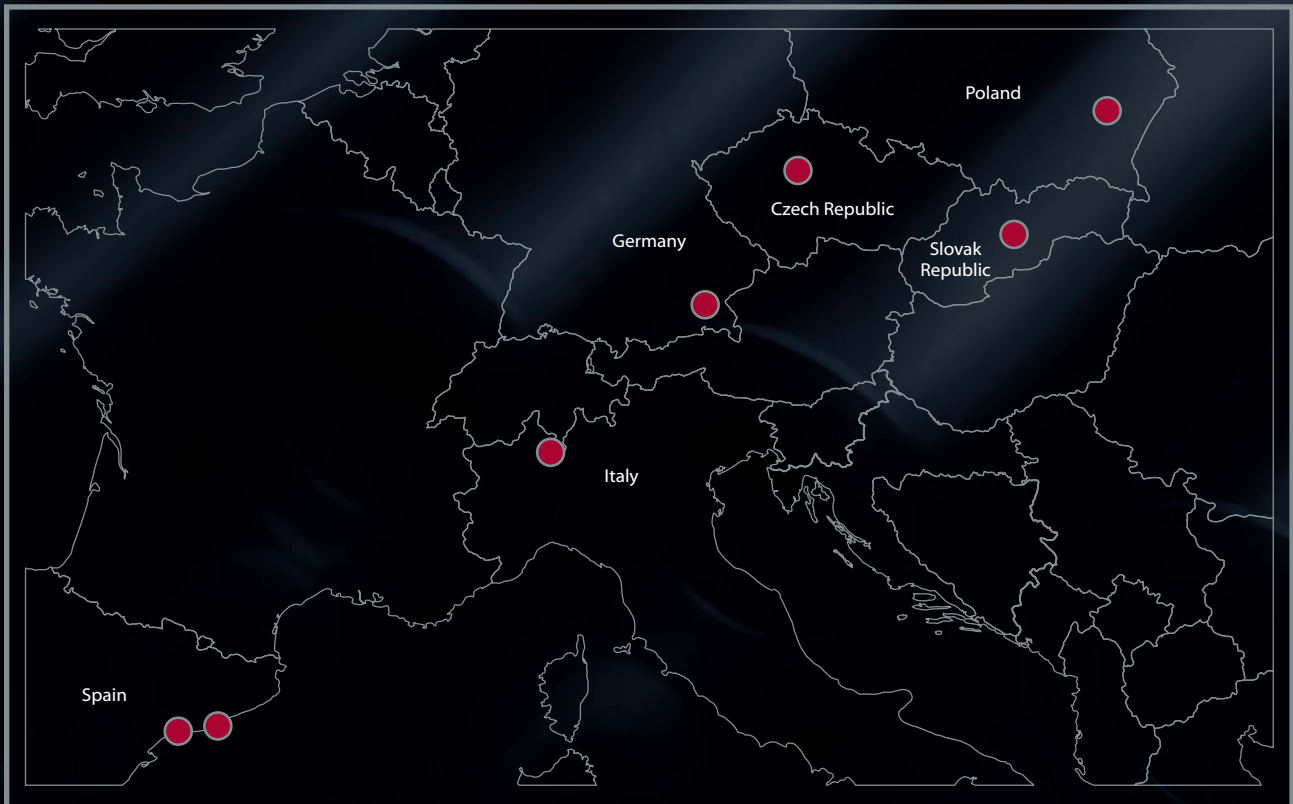 Poland
Czech Republic
Germany
Slovak
Republic
Italy
Spain